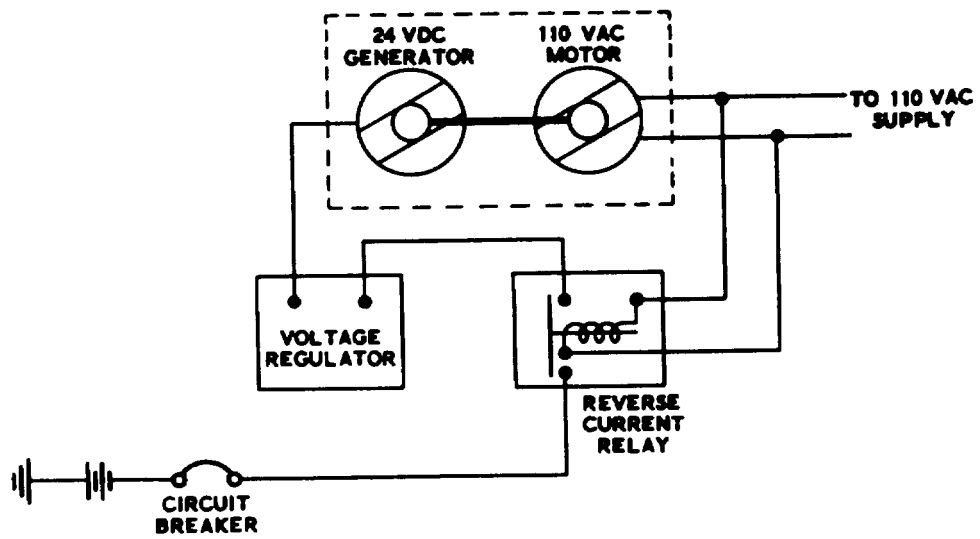 24 VDC
GENERATOR
110 VAC
MOTOR
TO 110 VAC
SUPPLY
VOLTAGE
REGULATOR
REVERSE
CURRENT
RELAY
CIRCUIT
BREAKER